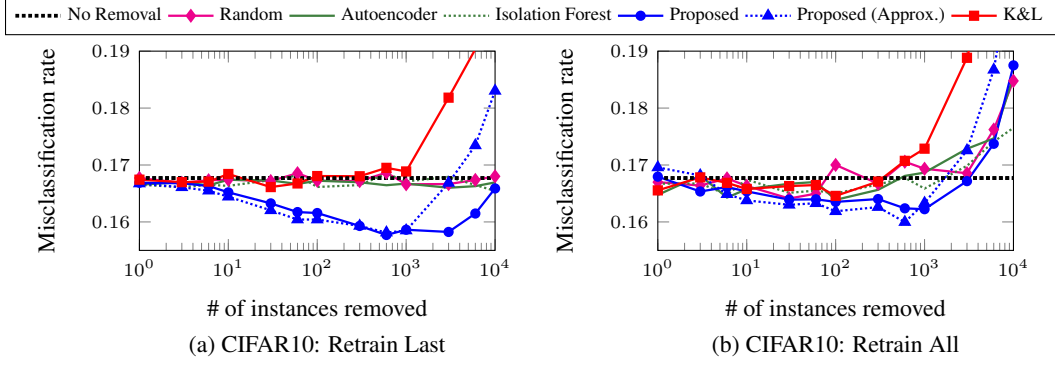 No Removal Random Autoencoder Isolation Forest Proposed Proposed (Approx.) K&L
0.19
0.18
0.17
0.16
Misclassification rate
10^0 10^1 10^2 10^3 10^4
# of instances removed
(a) CIFAR10: Retrain Last
0.19
0.18
0.17
0.16
Misclassification rate
10^0 10^1 10^2 10^3 10^4
# of instances removed
(b) CIFAR10: Retrain All